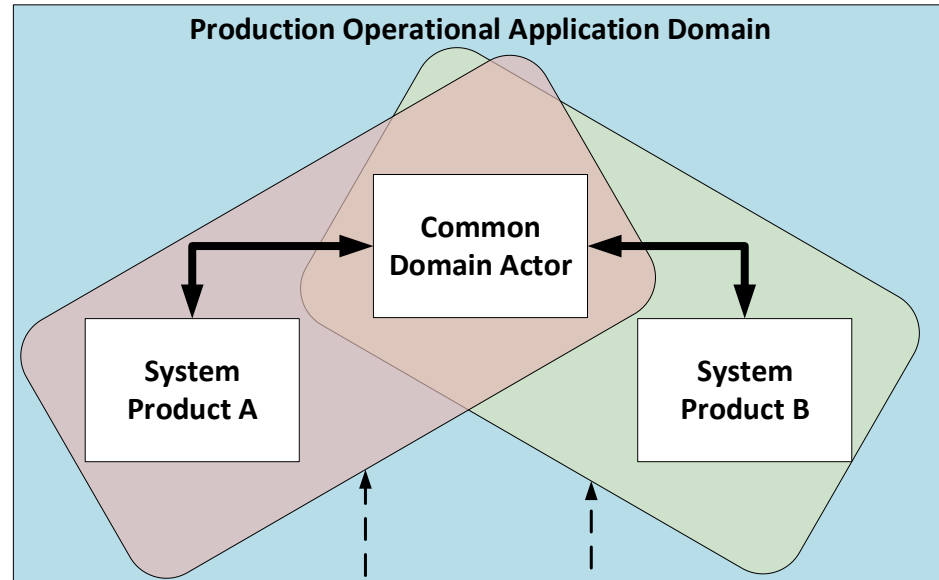 Production Operational Application Domain
Common
Domain Actor
System
Product A
System
Product B